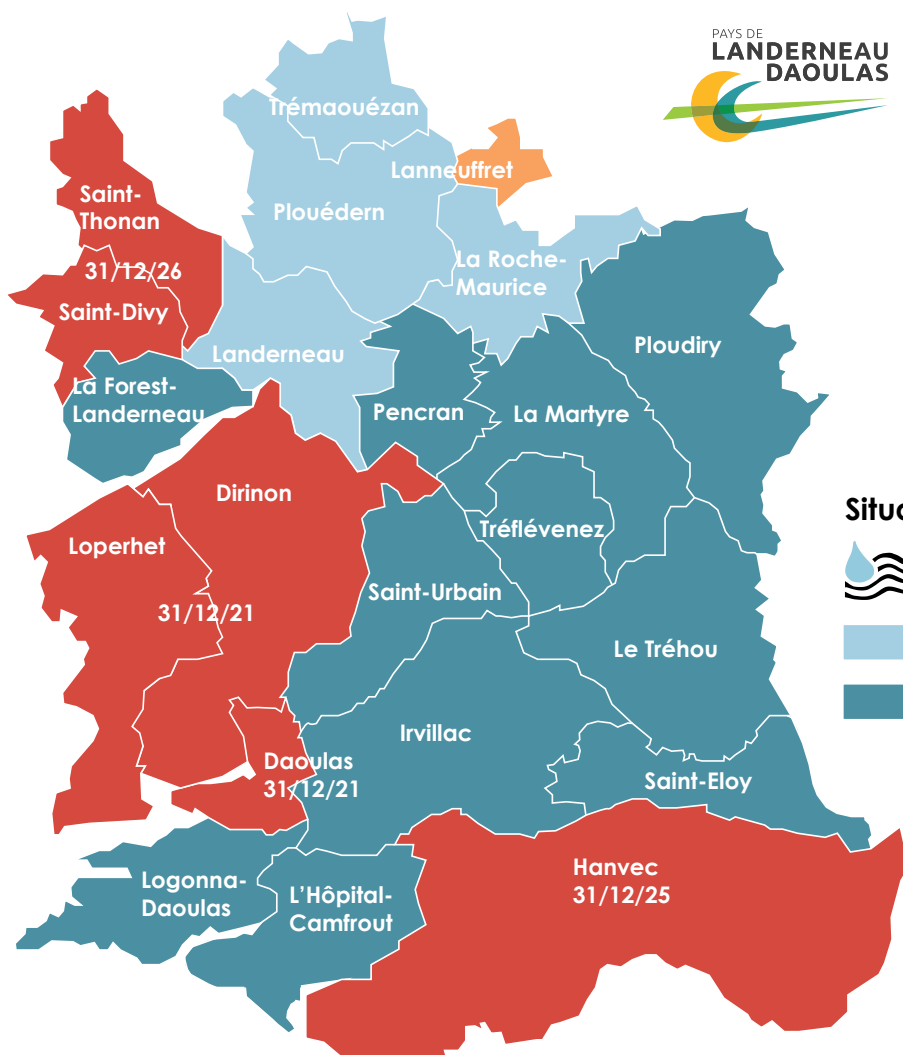 PAYS DE
LANDERNEAU
DAOULAS
Trémaouézan
Lanneuffret
Saint-
Thonan
Plouédern
La Roche-
Maurice
31/12/26
Saint-Divy
Landerneau
Ploudiry
La Forest-
Landerneau
Pencran
La Martyre
Dirinon
Situ
Tréflévenez
Loperhet
Saint-Urbain
31/12/21
Le Tréhou
Irvillac
Daoulas
31/12/21
Saint-Eloy
Hanvec
31/12/25
Logonna-
Daoulas
L'Hôpital-
Camfrout